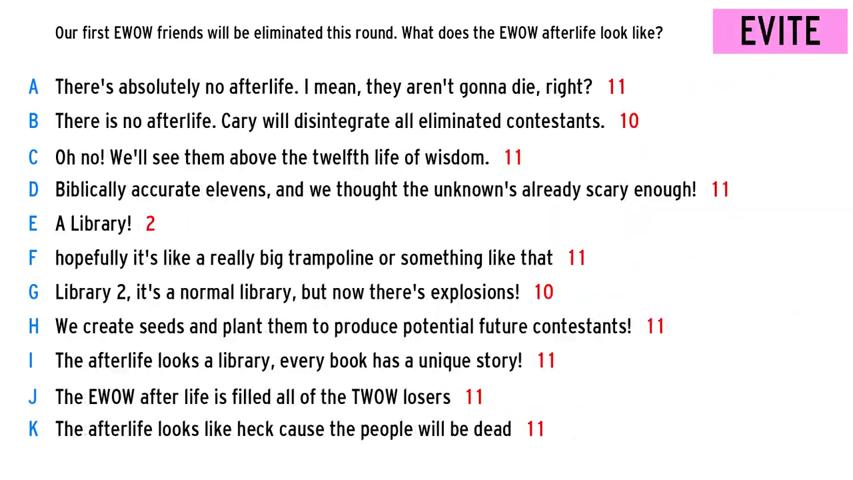 Our first EWOW friends will be eliminated this round. What does the EWOW afterlife look like?
EVITE
A There's absolutely no afterlife. I mean, they aren't gonna die, right? 11
B There is no afterlife. Cary will disintegrate all eliminated contestants. 10
C Oh no! We'll see them above the twelfth life of wisdom. 11
D Biblically accurate elevens, and we thought the unknown's already scary enough! 11
E A Library! 2
F hopefully it's like a really big trampoline or something like that 11
G Library 2, it's a normal library, but now there's explosions! 10
H We create seeds and plant them to produce potential future contestants! 11
I The afterlife looks a library, every book has a unique story! 11
J The EWOW after life is filled all of the TWOW losers 11
K The afterlife looks like heck cause the people will be dead 11